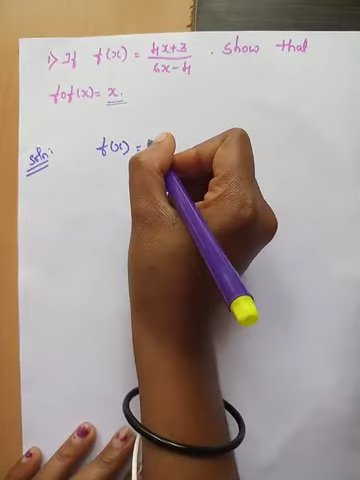 1) If f(x) = 4x+3 / 6x-4 . Show that
fof(x) = x.
Soln: f(x) =